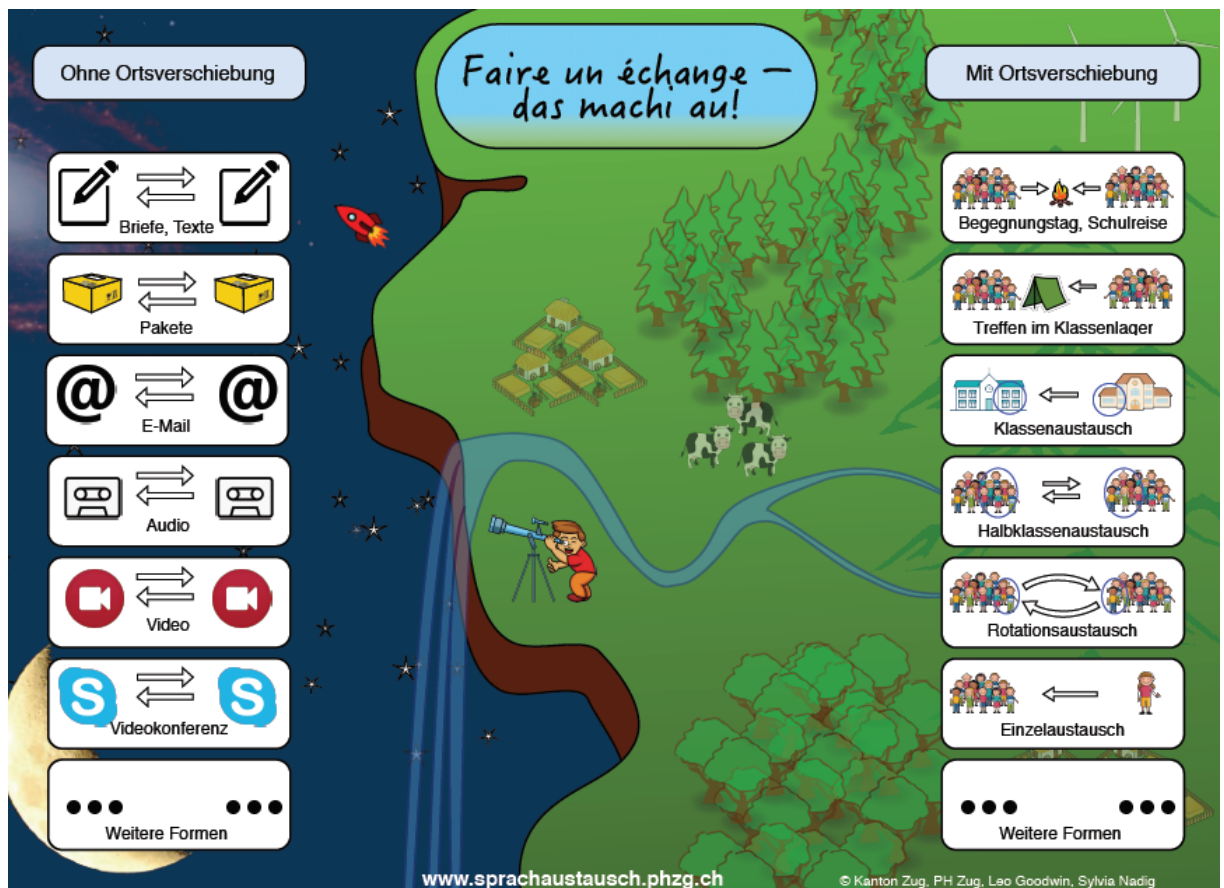 Faire un échange –
das machi au!
Ohne Ortsverschiebung
Briefe, Texte
Pakete
@ @
E-Mail
Audio
Video
S S
Videokonferenz
Weitere Formen
Mit Ortsverschiebung
Begegnungstag, Schulreise
Treffen im Klassenlager
Klassenaustausch
Halbklassenaustausch
Rotationsaustausch
Einzelaustausch
Weitere Formen
www.sprachaustausch.phzg.ch
© Kanton Zug, PH Zug, Leo Goodwin, Sylvia Nadig